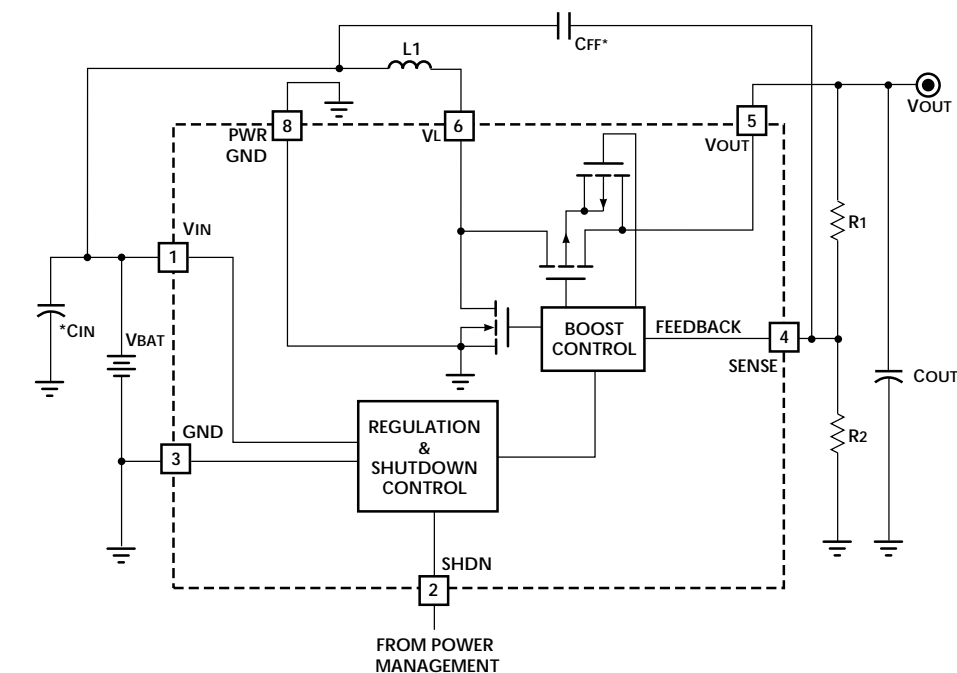 CFF*
L1
VOUT
8
6
5
PWR
GND
VL
VOUT
VIN
1
R1
*CIN
VBAT
BOOST
CONTROL
FEEDBACK
4
SENSE
COUT
GND
3
REGULATION
&
SHUTDOWN
CONTROL
R2
SHDN
2
FROM POWER
MANAGEMENT